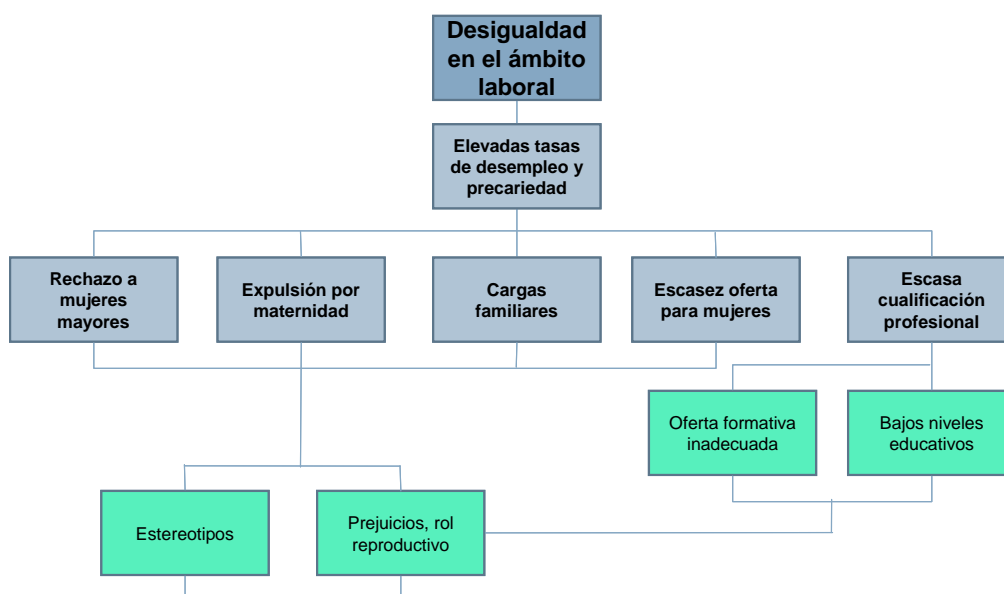 Desigualdad
en el ámbito
laboral
Elevadas tasas
de desempleo y
precariedad
Rechazo a
mujeres
mayores
Expulsión por
maternidad
Cargas
familiares
Escasez oferta
para mujeres
Escasa
cualificación
profesional
Oferta formativa
inadecuada
Bajos niveles
educativos
Estereotipos
Prejuicios, rol
reproductivo